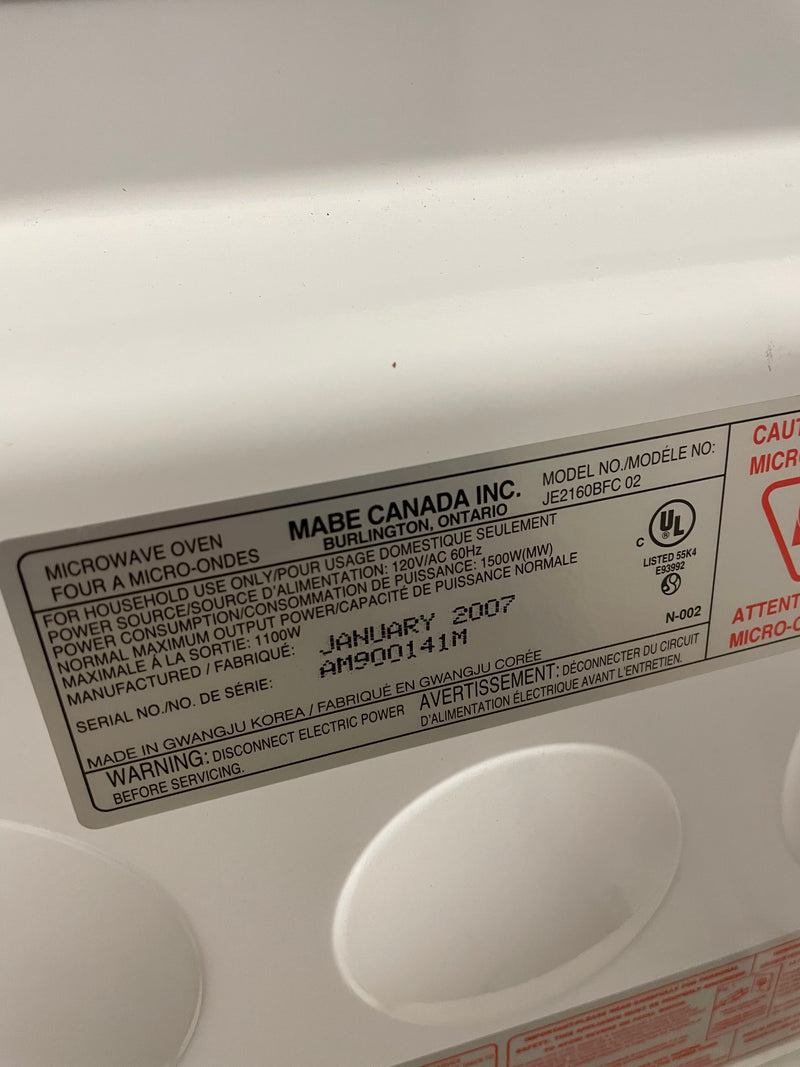 MICROWAVE OVEN
FOUR A MICRO-ONDES
MABE CANADA INC.
BURLINGTON, ONTARIO
MODEL NO./MODÉLE NO:
JE2160BFC 02
FOR HOUSEHOLD USE ONLY/POUR USAGE DOMESTIQUE SEULEMENT
POWER SOURCE/SOURCE D'ALIMENTATION: 120V/AC 60Hz
POWER CONSUMPTION/CONSOMMATION DE PUISSANCE: 1500W(MW)
NORMAL MAXIMUM OUTPUT POWER/CAPACITÉ DE PUISSANCE NORMALE
MAXIMALE À LA SORTIE: 1100W
MANUFACTURED / FABRIQUÉ: JANUARY 2007
SERIAL NO./NO. DE SÉRIE: AM900141M
MADE IN GWANGJU KOREA / FABRIQUÉ EN GWANGJU CORÉE
C UL
LISTED 55K4
E93992
N-002
WARNING: DISCONNECT ELECTRIC POWER
BEFORE SERVICING.
AVERTISSEMENT: DÉCONNECTER DU CIRCUIT
D'ALIMENTATION ÉLECTRIQUE AVANT L'ENTRETIEN.
CAUT
MICRO
ATTENT
MICRO-O